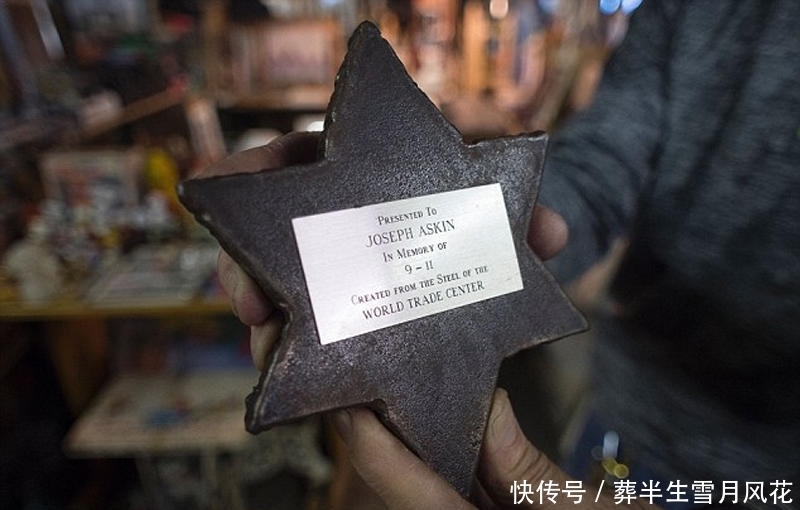 PRESENTED TO
JOSEPH ASKIN
IN MEMORY OF
9-11
CREATED FROM THE STEEL OF THE
WORLD TRADE CENTER
快传号 / 葬半生雪月风花